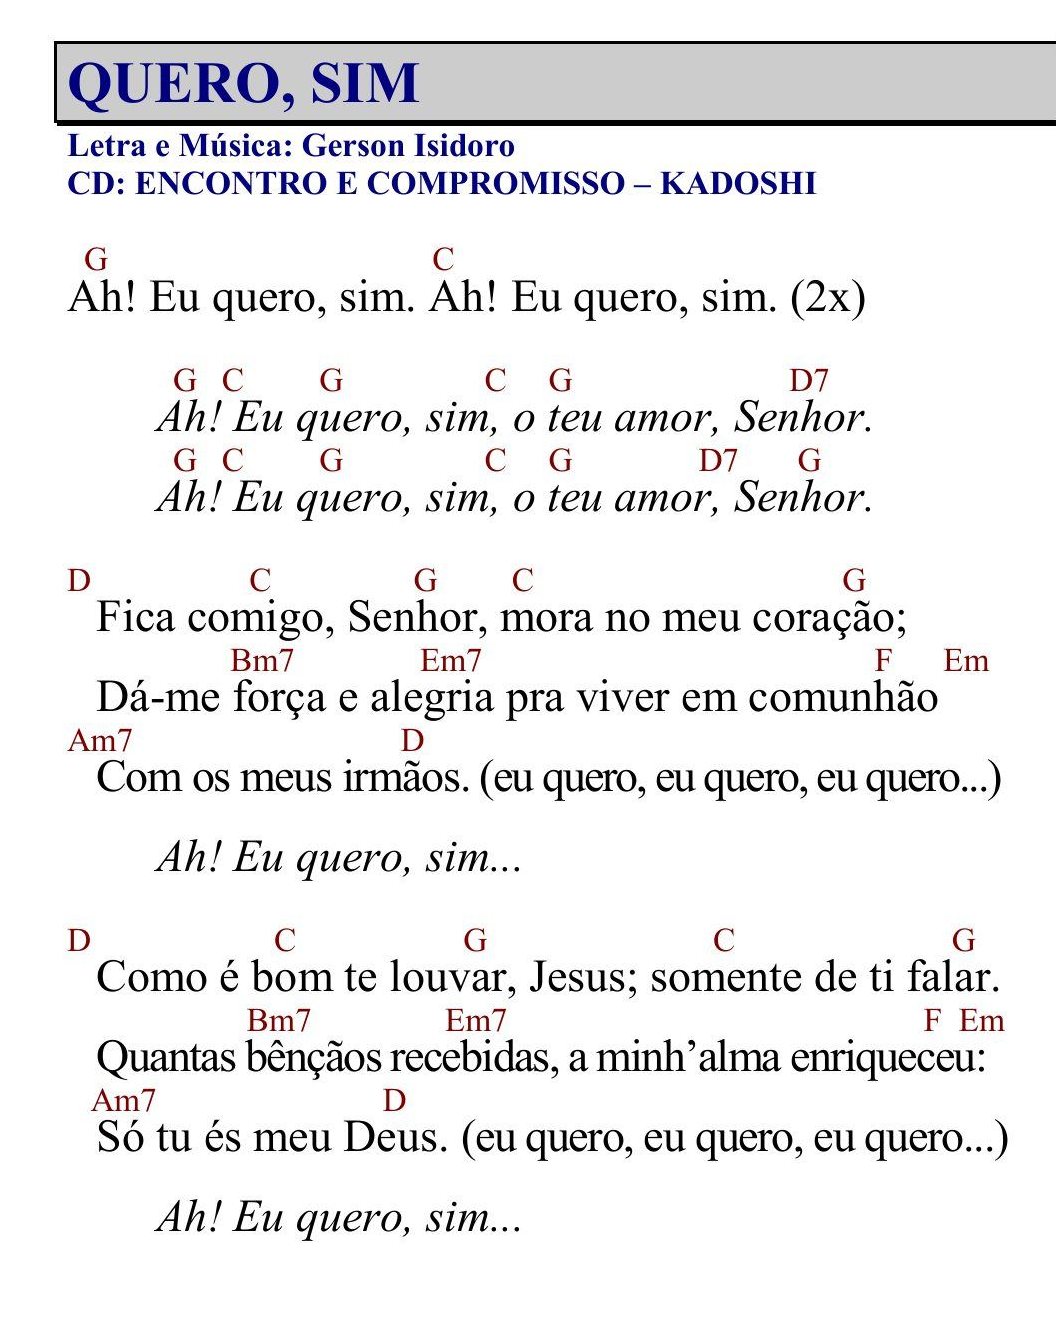 QUERO, SIM
Letra e Música: Gerson Isidoro
CD: ENCONTRO E COMPROMISSO – KADOSHI
G C
Ah! Eu quero, sim. Ah! Eu quero, sim. (2x)
G C G C G D7
Ah! Eu quero, sim, o teu amor, Senhor.
G C G C G D7 G
Ah! Eu quero, sim, o teu amor, Senhor.
D C G C G
Fica comigo, Senhor, mora no meu coração;
Bm7 Em7 F Em
Dá-me força e alegria pra viver em comunhão
Am7 D
Com os meus irmãos. (eu quero, eu quero, eu quero...)
Ah! Eu quero, sim...
D C G C G
Como é bom te louvar, Jesus; somente de ti falar.
Bm7 Em7 F Em
Quantas bênçãos recebidas, a minh’alma enriqueceu:
Am7 D
Só tu és meu Deus. (eu quero, eu quero, eu quero...)
Ah! Eu quero, sim...